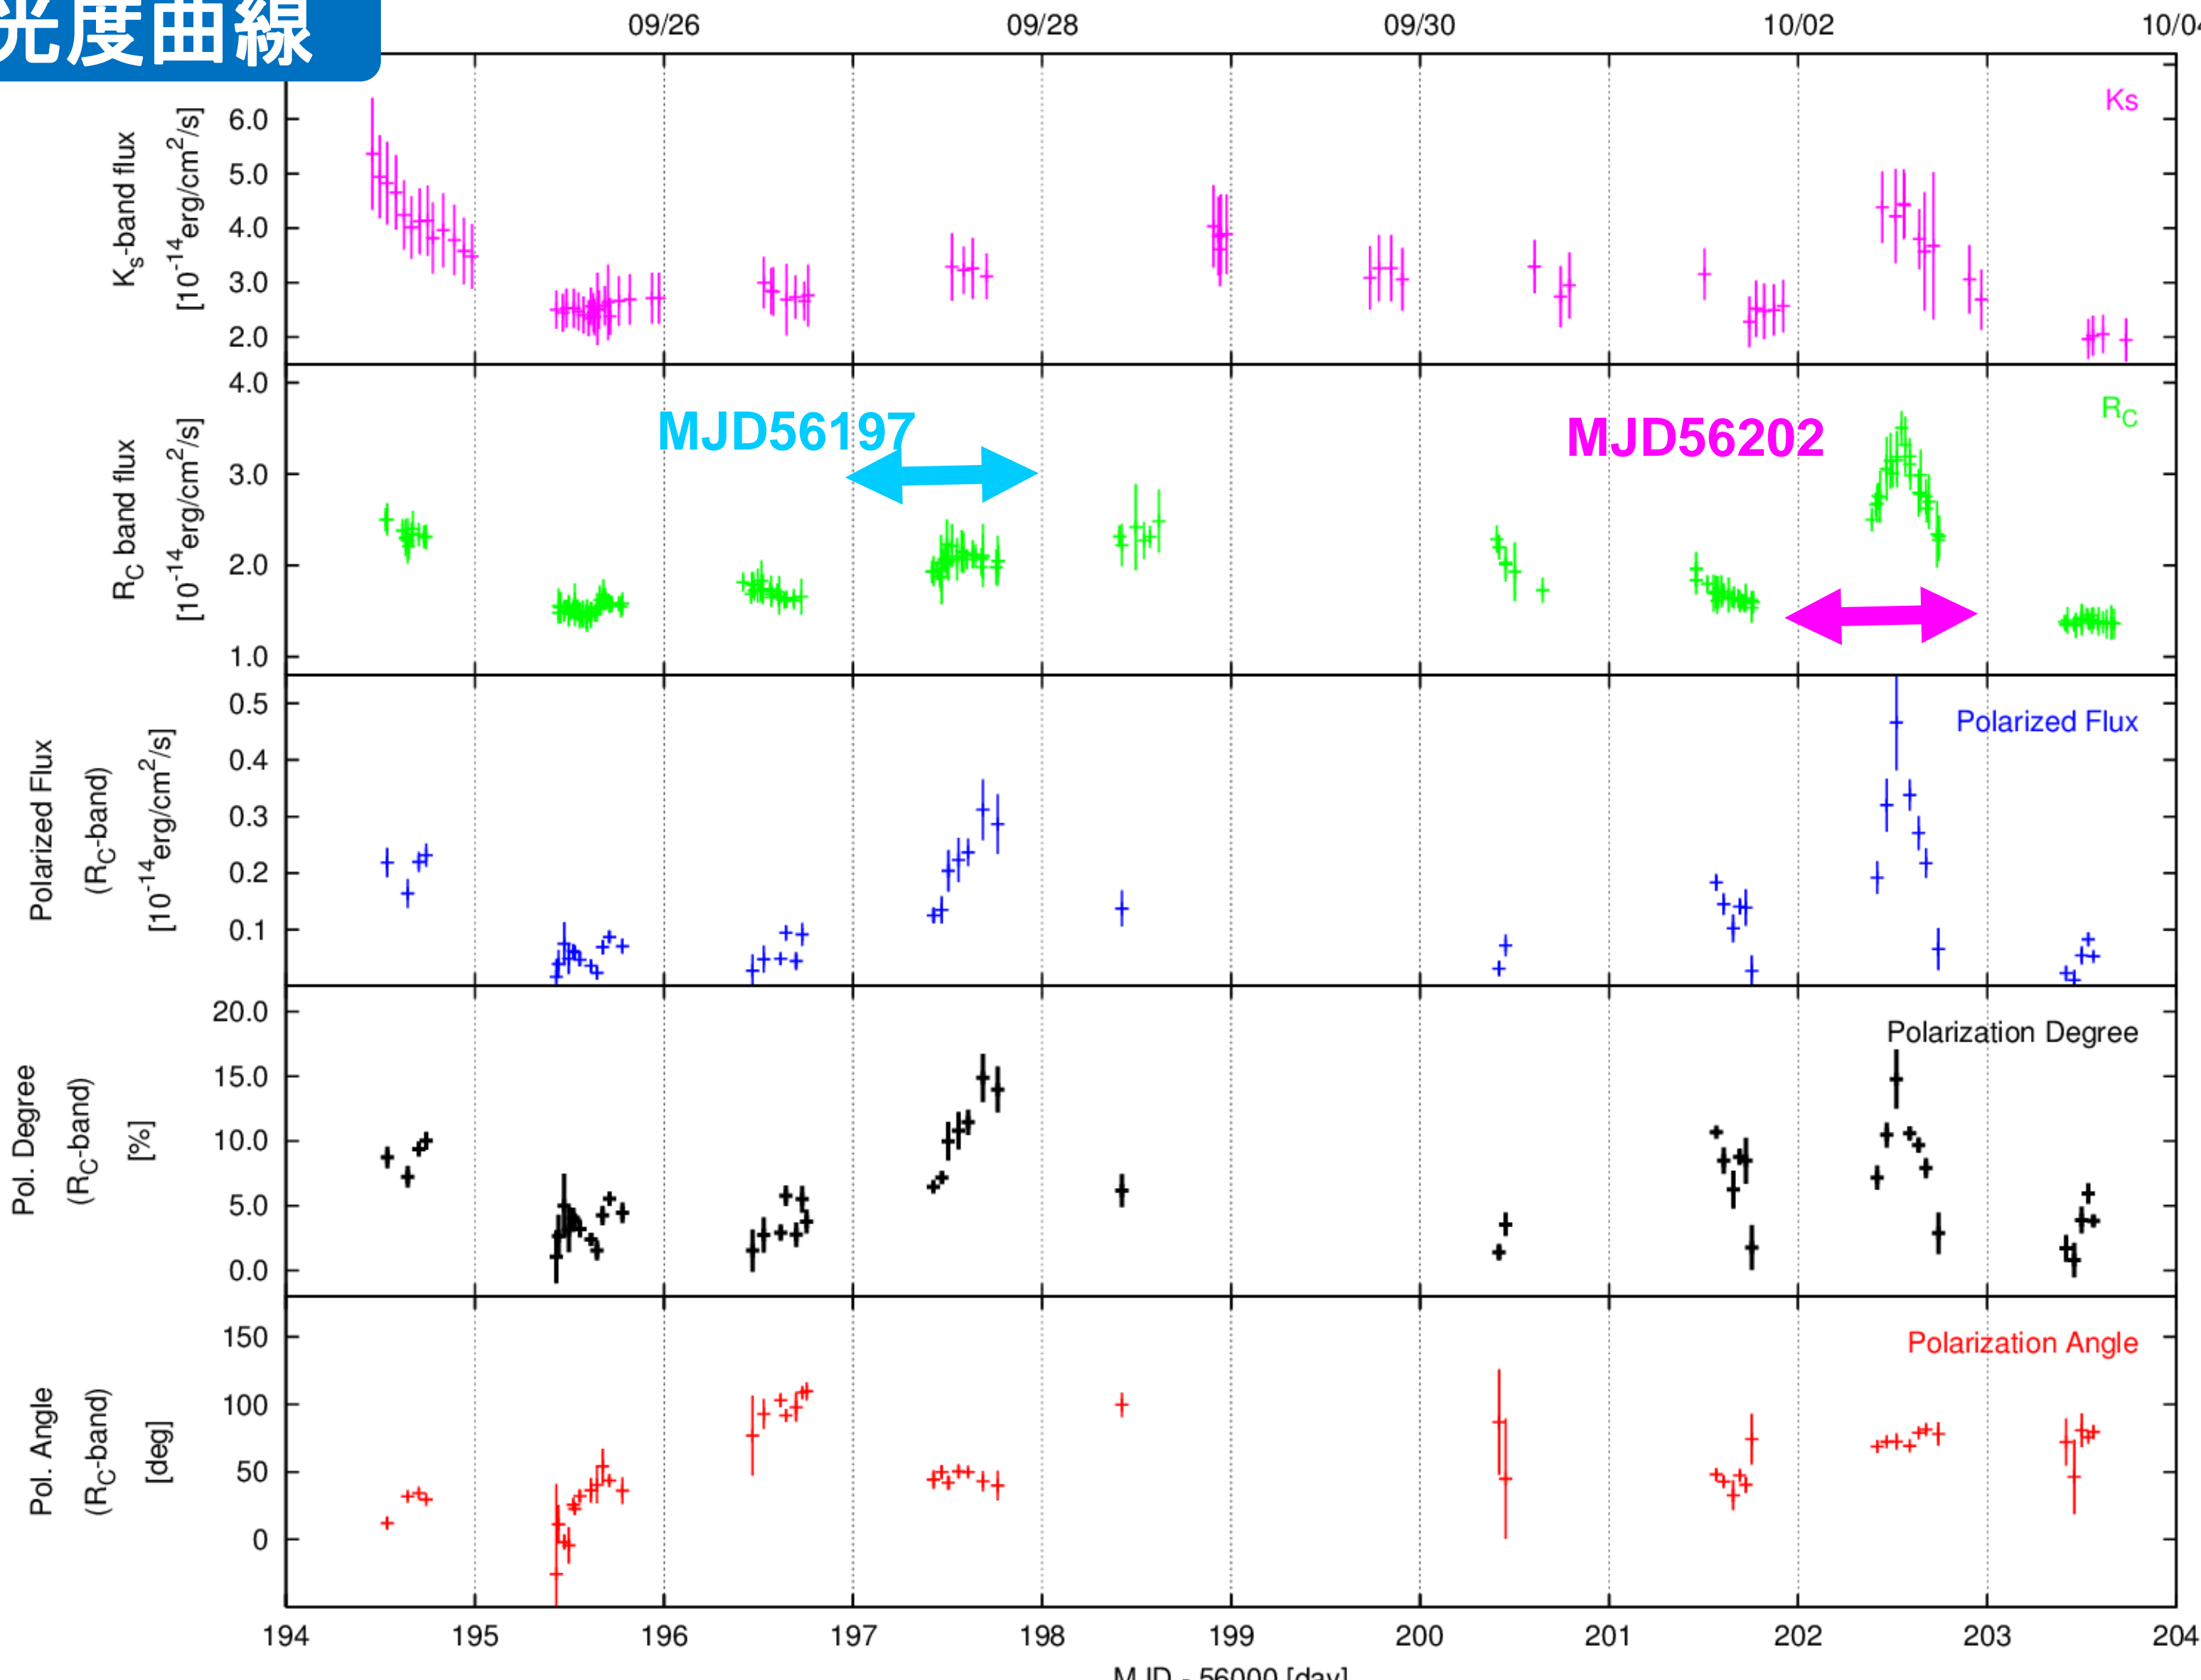 光度曲線
09/26 09/28 09/30 10/02 10/04
Ks-band flux
[10-14erg/cm2/s]
6.0
5.0
4.0
3.0
2.0
Ks
RC band flux
[10-14erg/cm2/s]
4.0
3.0
2.0
1.0
MJD56197
MJD56202
RC
Polarized Flux
(RC-band)
[10-14erg/cm2/s]
0.5
0.4
0.3
0.2
0.1
Polarized Flux
Pol. Degree
(RC-band)
[%]
20.0
15.0
10.0
5.0
0.0
Polarization Degree
Pol. Angle
(RC-band)
[deg]
150
100
50
0
Polarization Angle
194 195 196 197 198 199 200 201 202 203 204
MJD - 56000 [day]